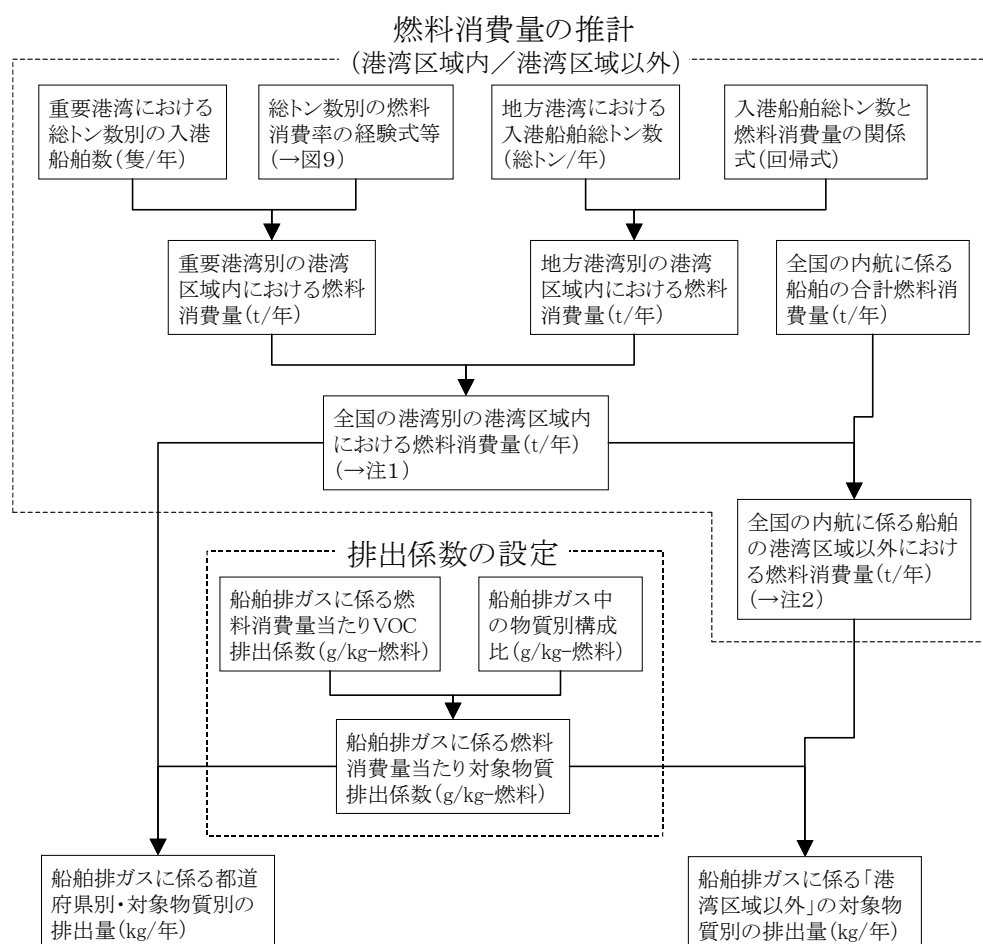 燃料消費量の推計
(港湾区域内／港湾区域以外)
重要港湾における
総トン数別の入港
船舶数(隻/年)
総トン数別の燃料
消費率の経験式等
(→図9)
地方港湾における
入港船舶総トン数
(総トン/年)
入港船舶総トン数と
燃料消費量の関係
式(回帰式)
重要港湾別の港湾
区域内における燃料
消費量(t/年)
地方港湾別の港湾
区域内における燃料
消費量(t/年)
全国の内航に係る
船舶の合計燃料消
費量(t/年)
全国の港湾別の港湾区域内
における燃料消費量(t/年)
(→注1)
全国の内航に係る船舶
の港湾区域以外におけ
る燃料消費量(t/年)
(→注2)
排出係数の設定
船舶排ガスに係る燃
料消費量当たりVOC
排出係数(g/kg-燃料)
船舶排ガス中
の物質別構成
比(g/kg-燃料)
船舶排ガスに係る燃料
消費量当たり対象物質
排出係数(g/kg-燃料)
船舶排ガスに係る都道
府県別・対象物質別の
排出量(kg/年)
船舶排ガスに係る「港
湾区域以外」の対象物
質別の排出量(kg/年)